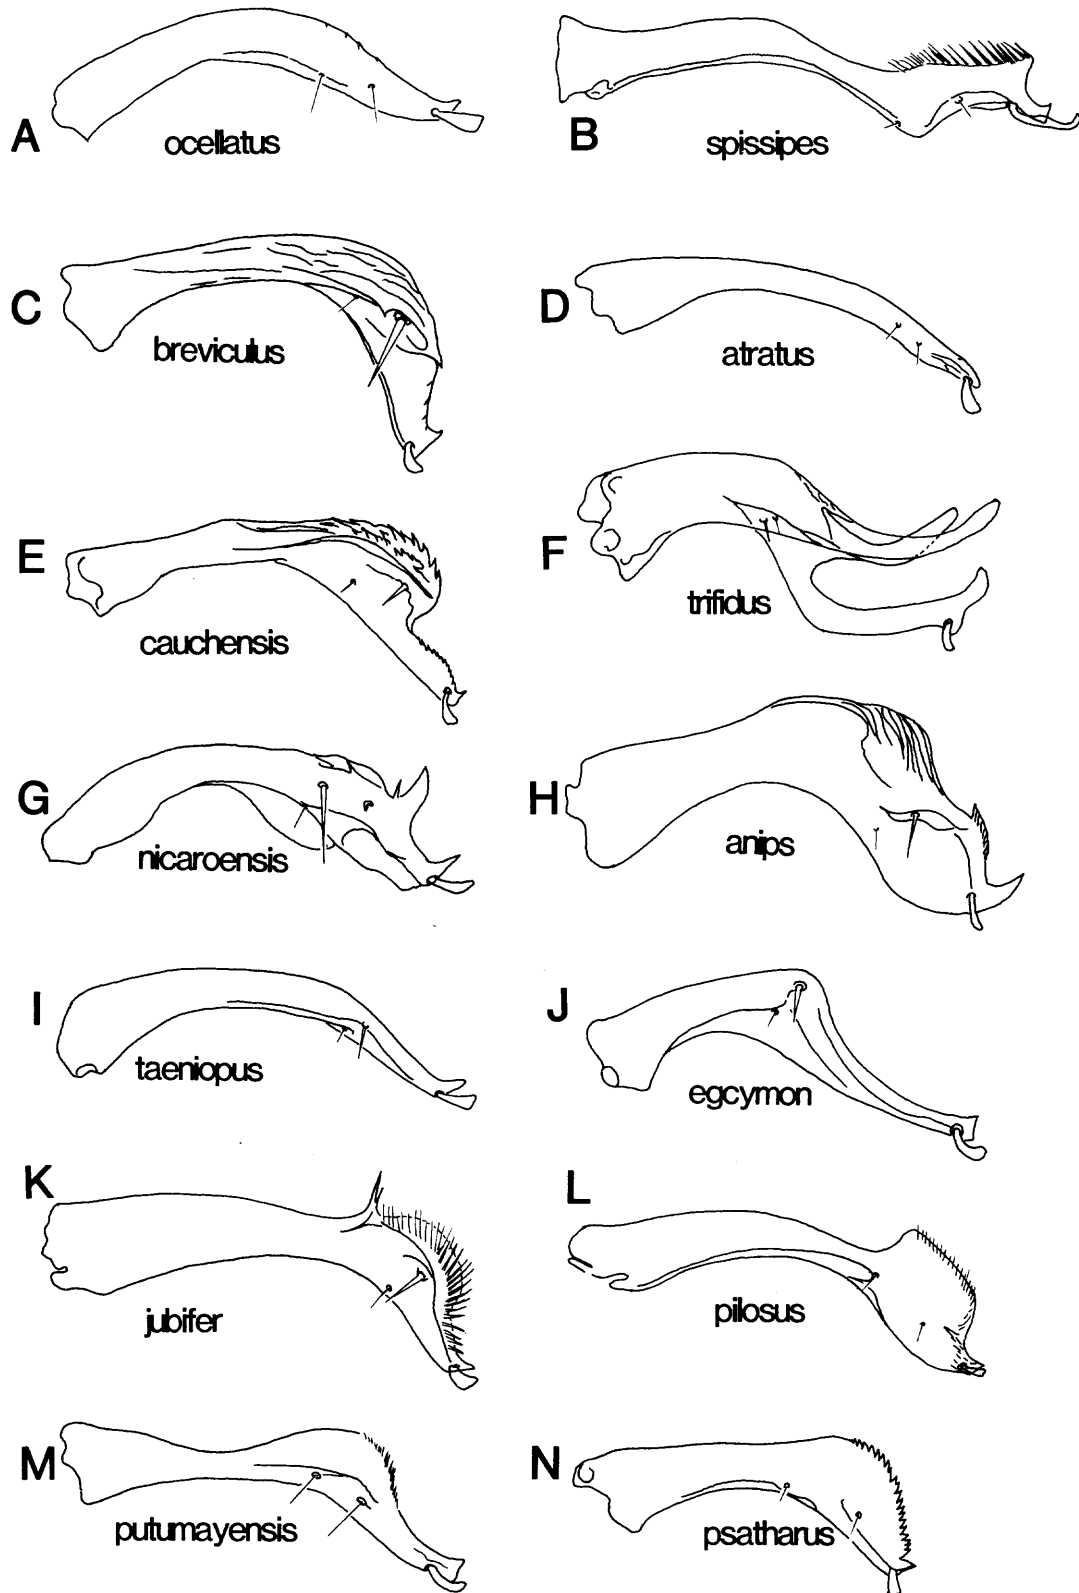 A
ocellatus
B
spissipes
C
breviculus
D
atratus
E
cauchensis
F
trifidus
G
nicaroensis
H
anips
I
taeniopus
J
egcymon
K
jubifer
L
pilosus
M
putumayensis
N
psatharus